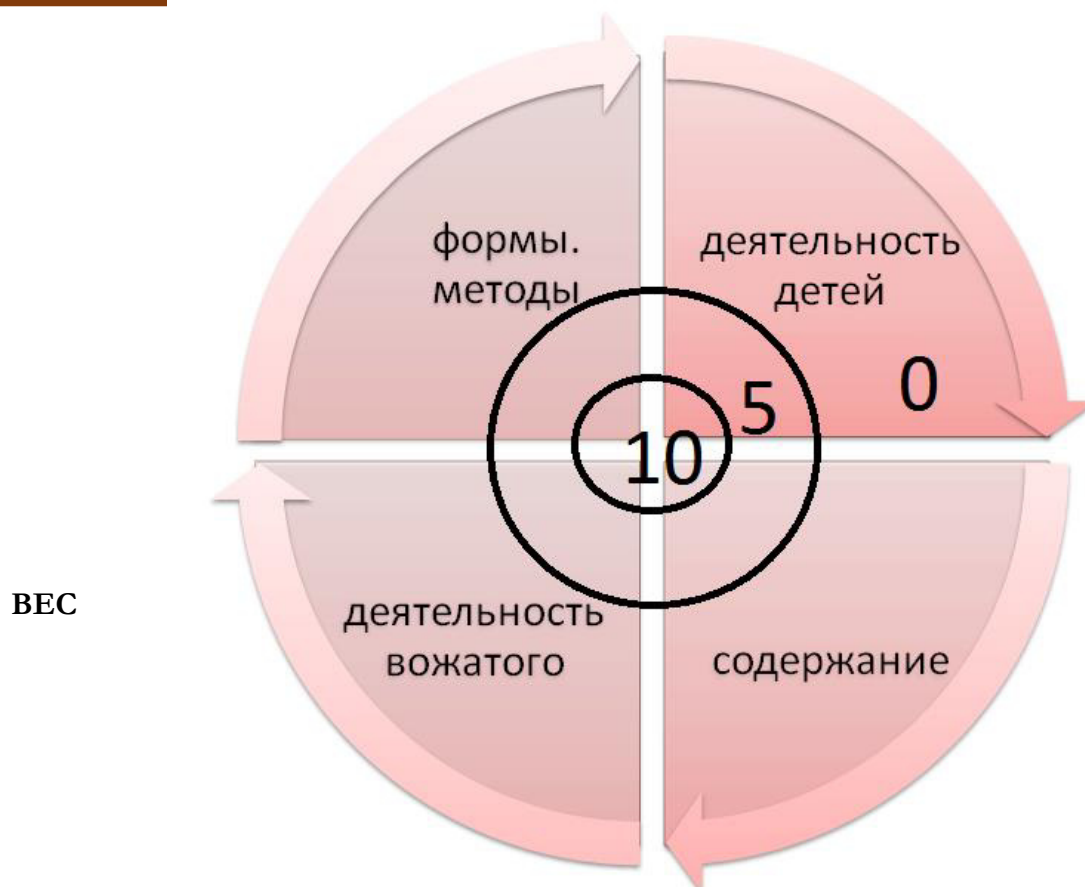 формы.
методы
деятельность
детей
0
5
10
ВЕС
деятельность
вожатого
содержание